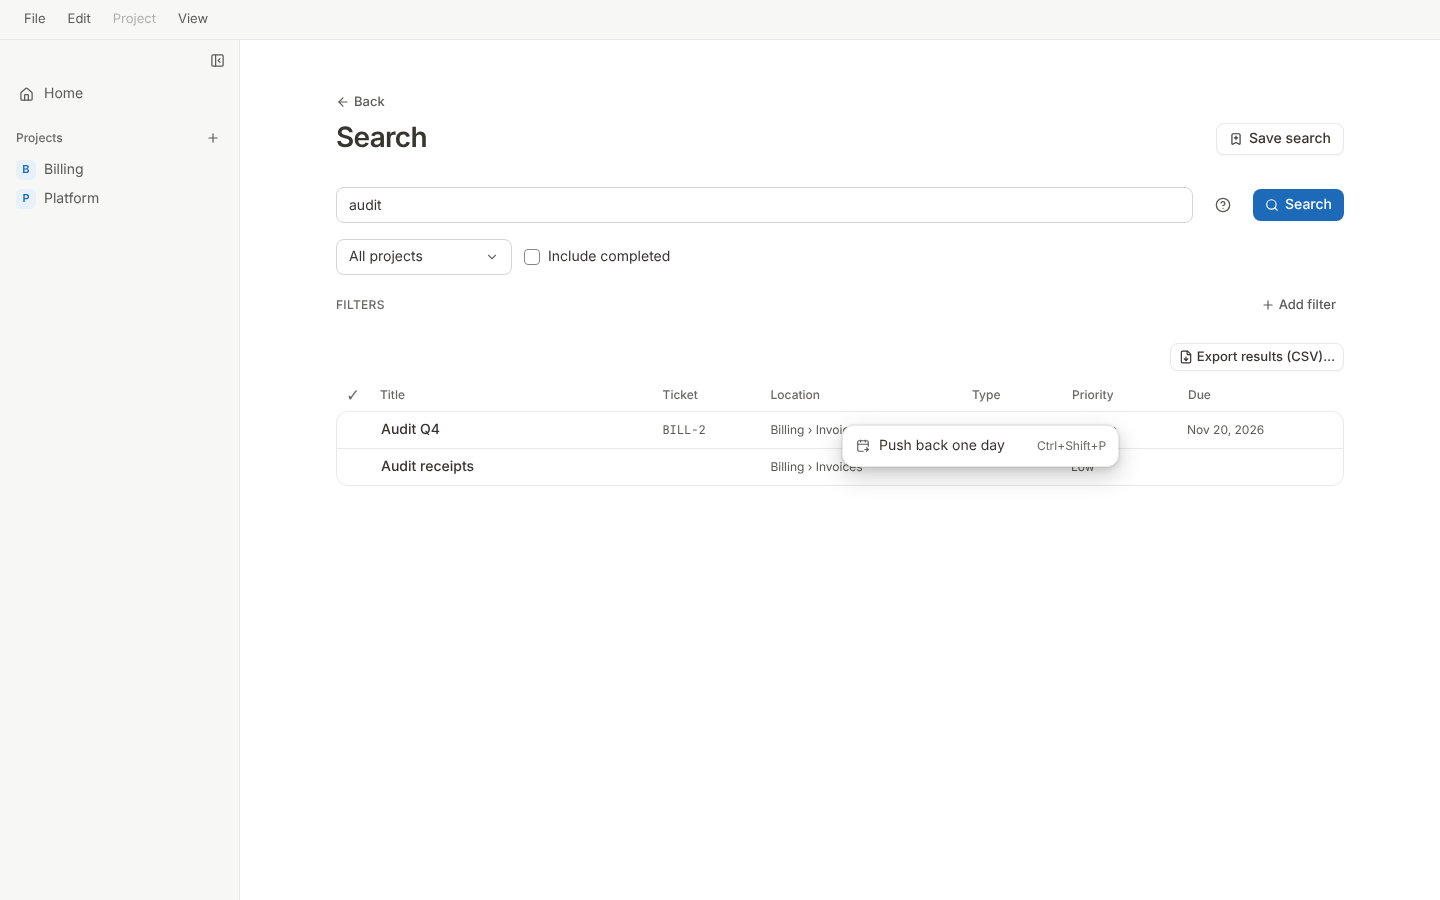 File Edit Project View
Home
Projects
B Billing
P Platform
Back
Search
Save search
audit
Search
All projects
Include completed
FILTERS
Add filter
Export results (CSV)...
✓ Title Ticket Location Type Priority Due
Audit Q4 BILL-2 Billing › Nov 20, 2026
Push back one day Ctrl+Shift+P
Audit receipts Billing › Invoices Low